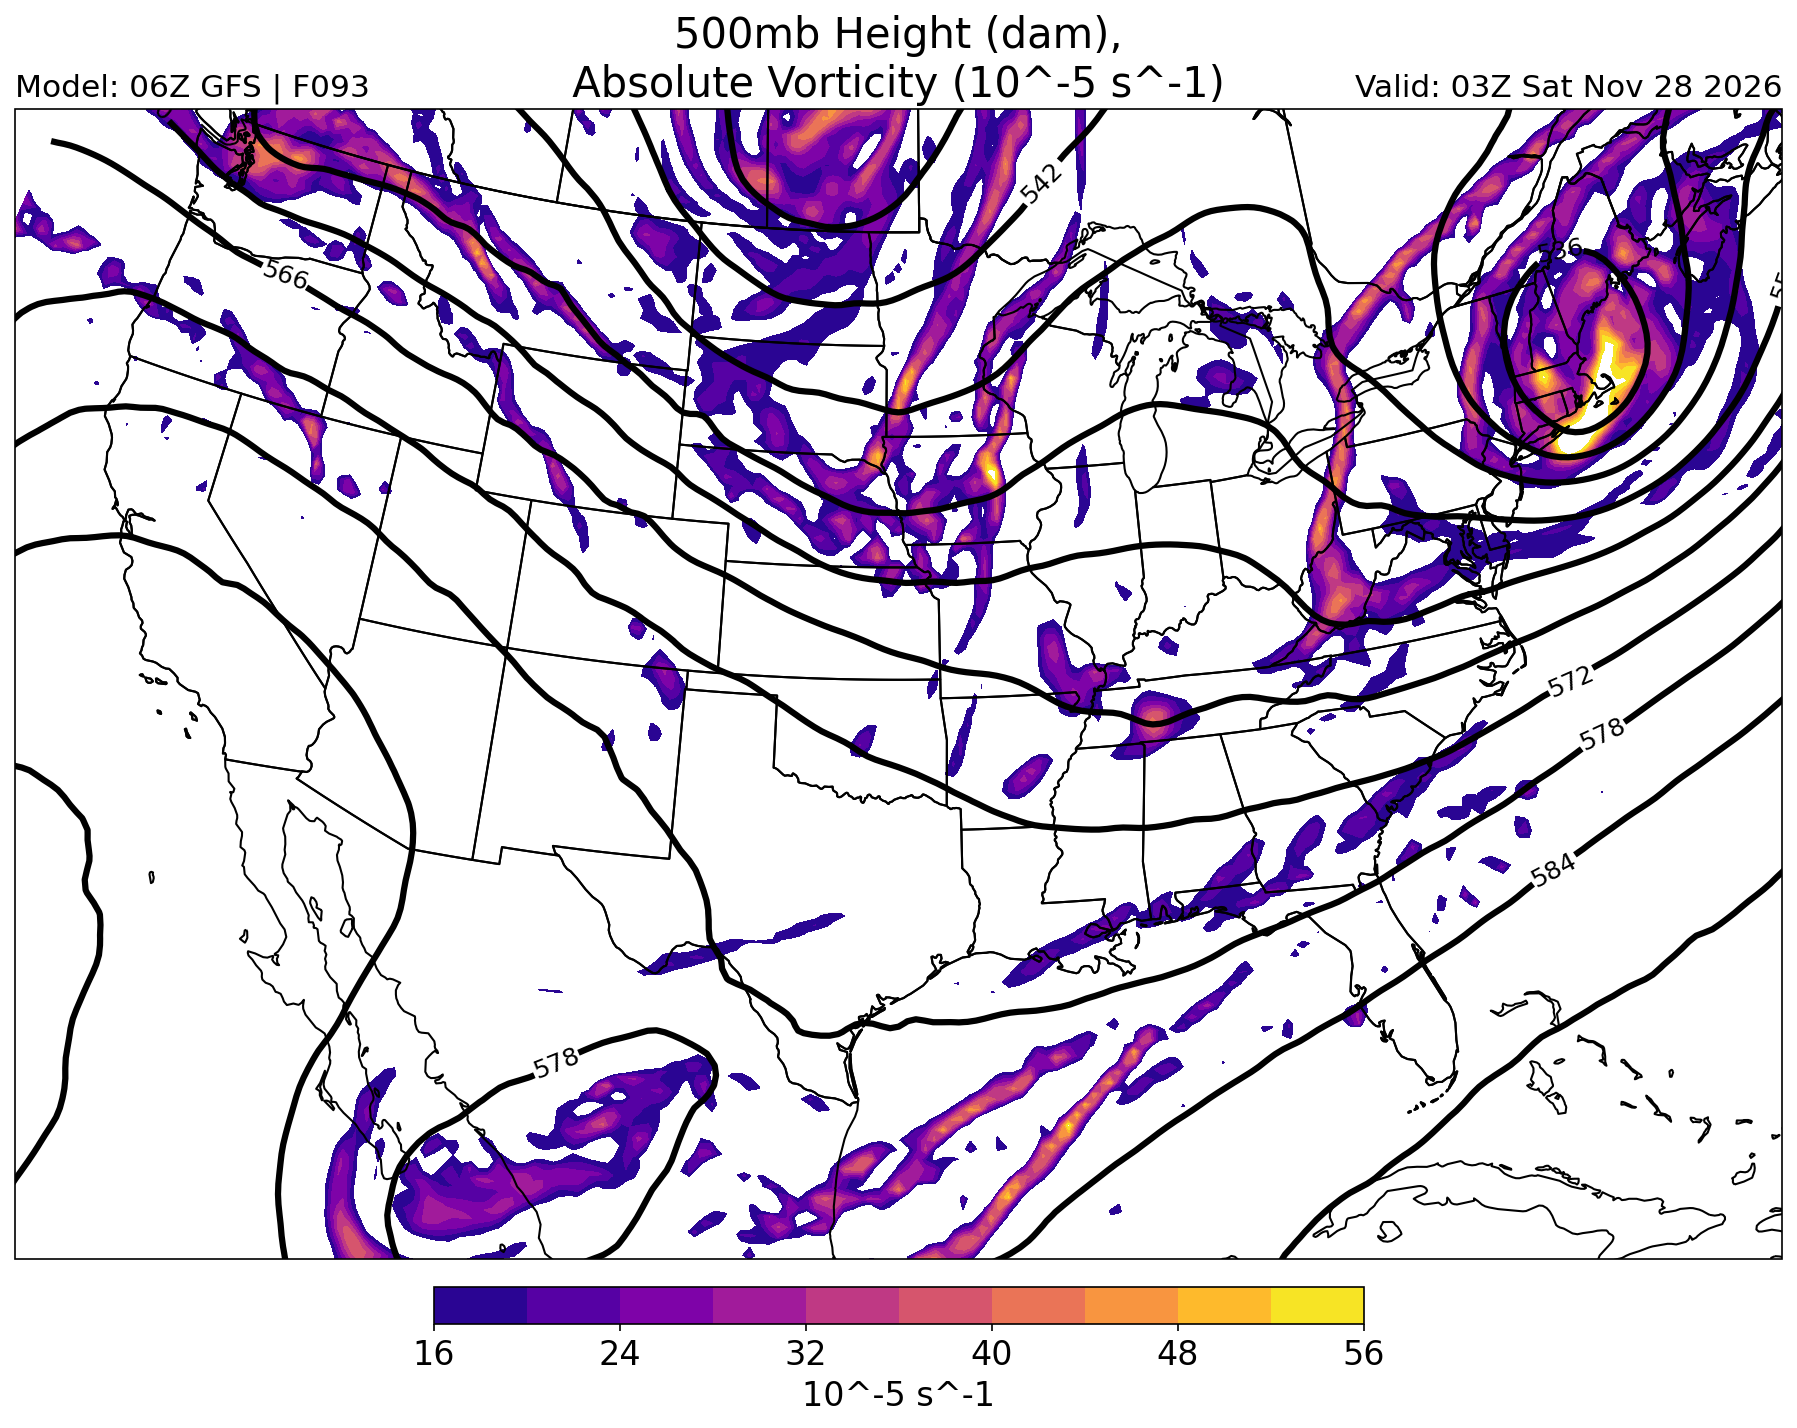 500mb Height (dam),
Model: 06Z GFS | F093
Absolute Vorticity (10^-5 s^-1)
Valid: 03Z Sat Nov 28 2026
542
536
566
572
578
584
578
16 24 32 40 48 56
10^-5 s^-1